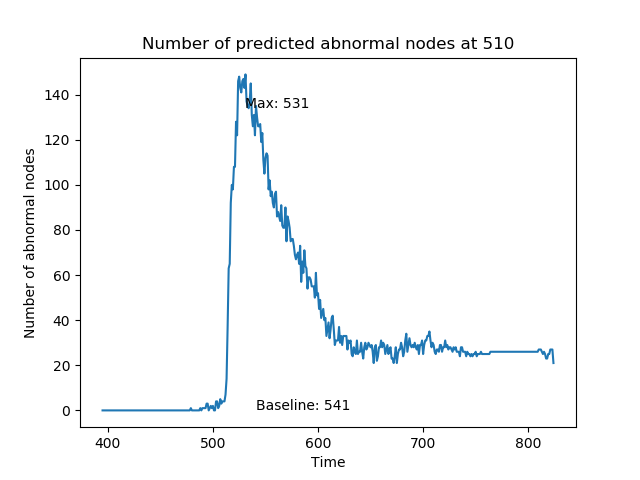 Number of predicted abnormal nodes at 510
Number of abnormal nodes
140
120
100
80
60
40
20
0
Max: 531
Baseline: 541
400
500
600
700
800
Time